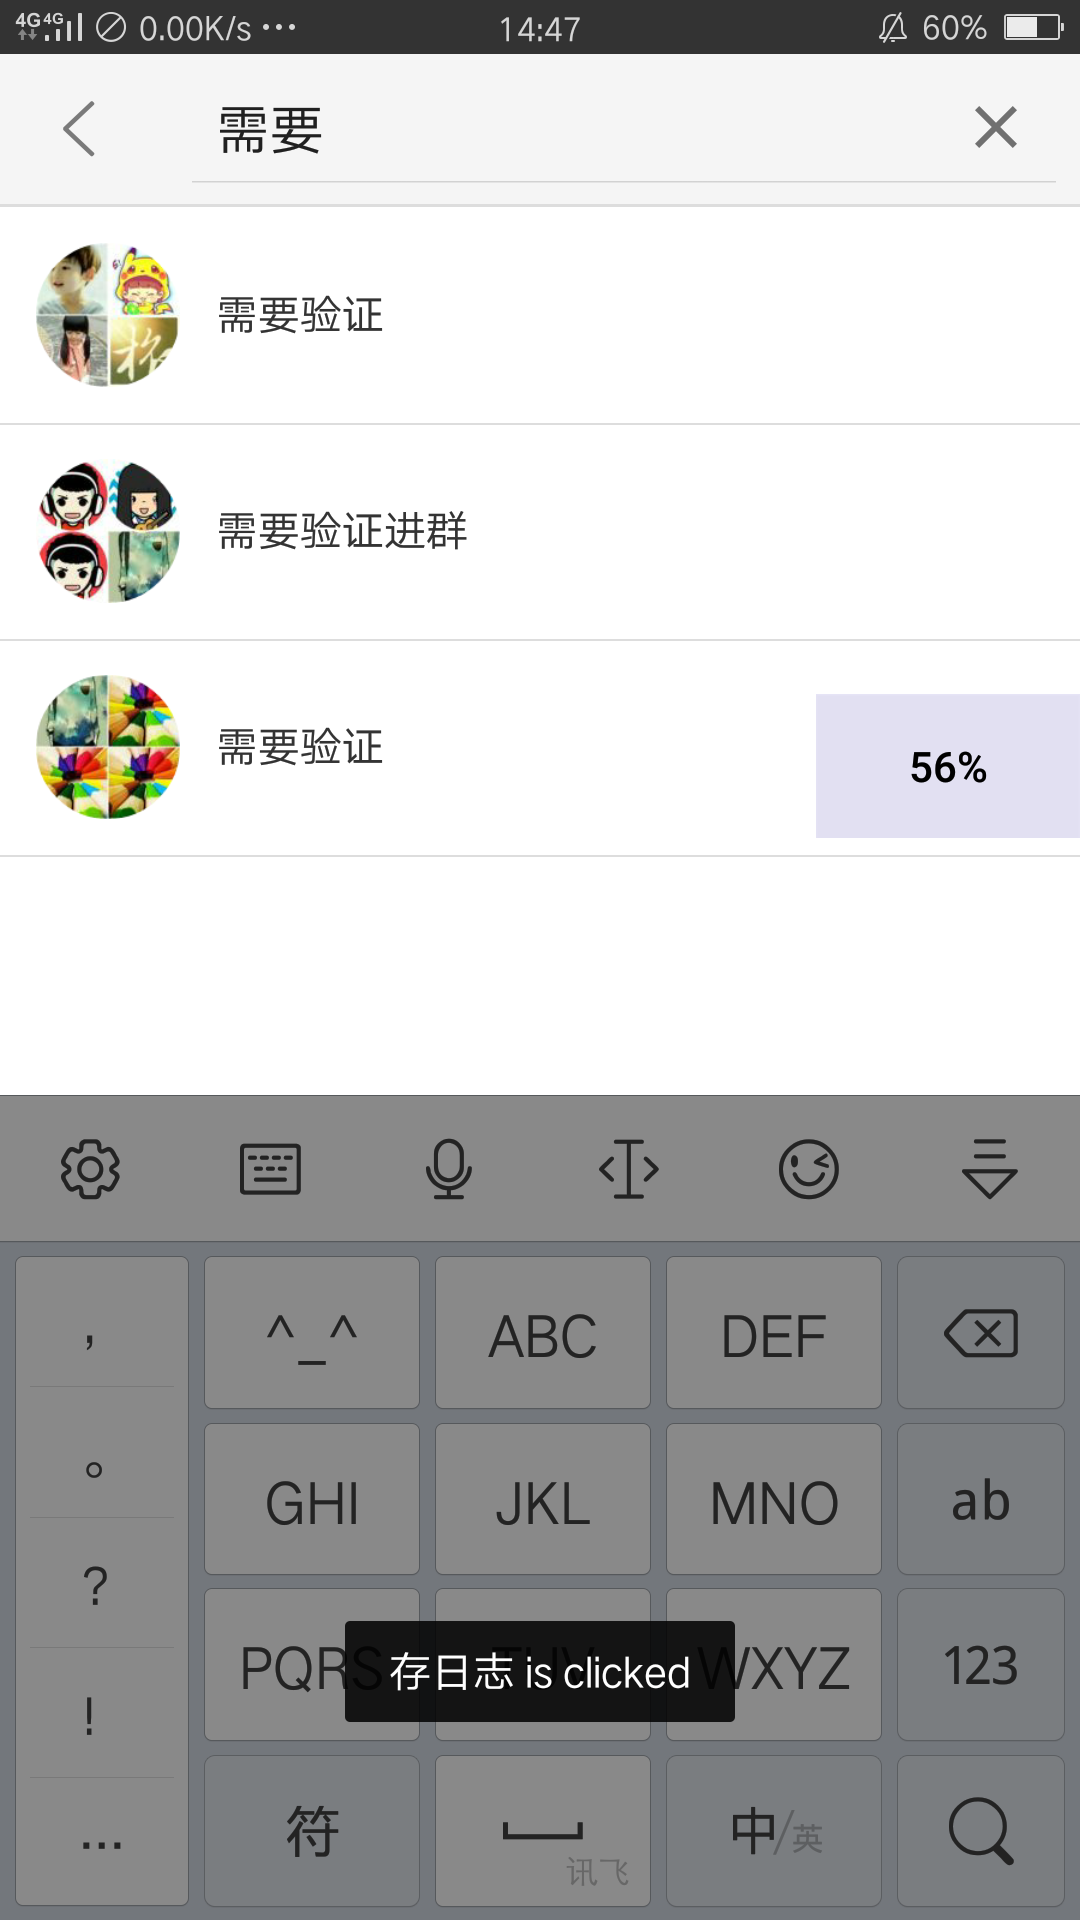 4G 4G 0.00K/s ... 14:47 60%
需要
需要验证
需要验证进群
需要验证
56%
, ^_^ ABC DEF
。 GHI JKL MNO ab
? PQRS TUV WXYZ 123
!
存日志 is clicked
... 符 中/英
讯飞